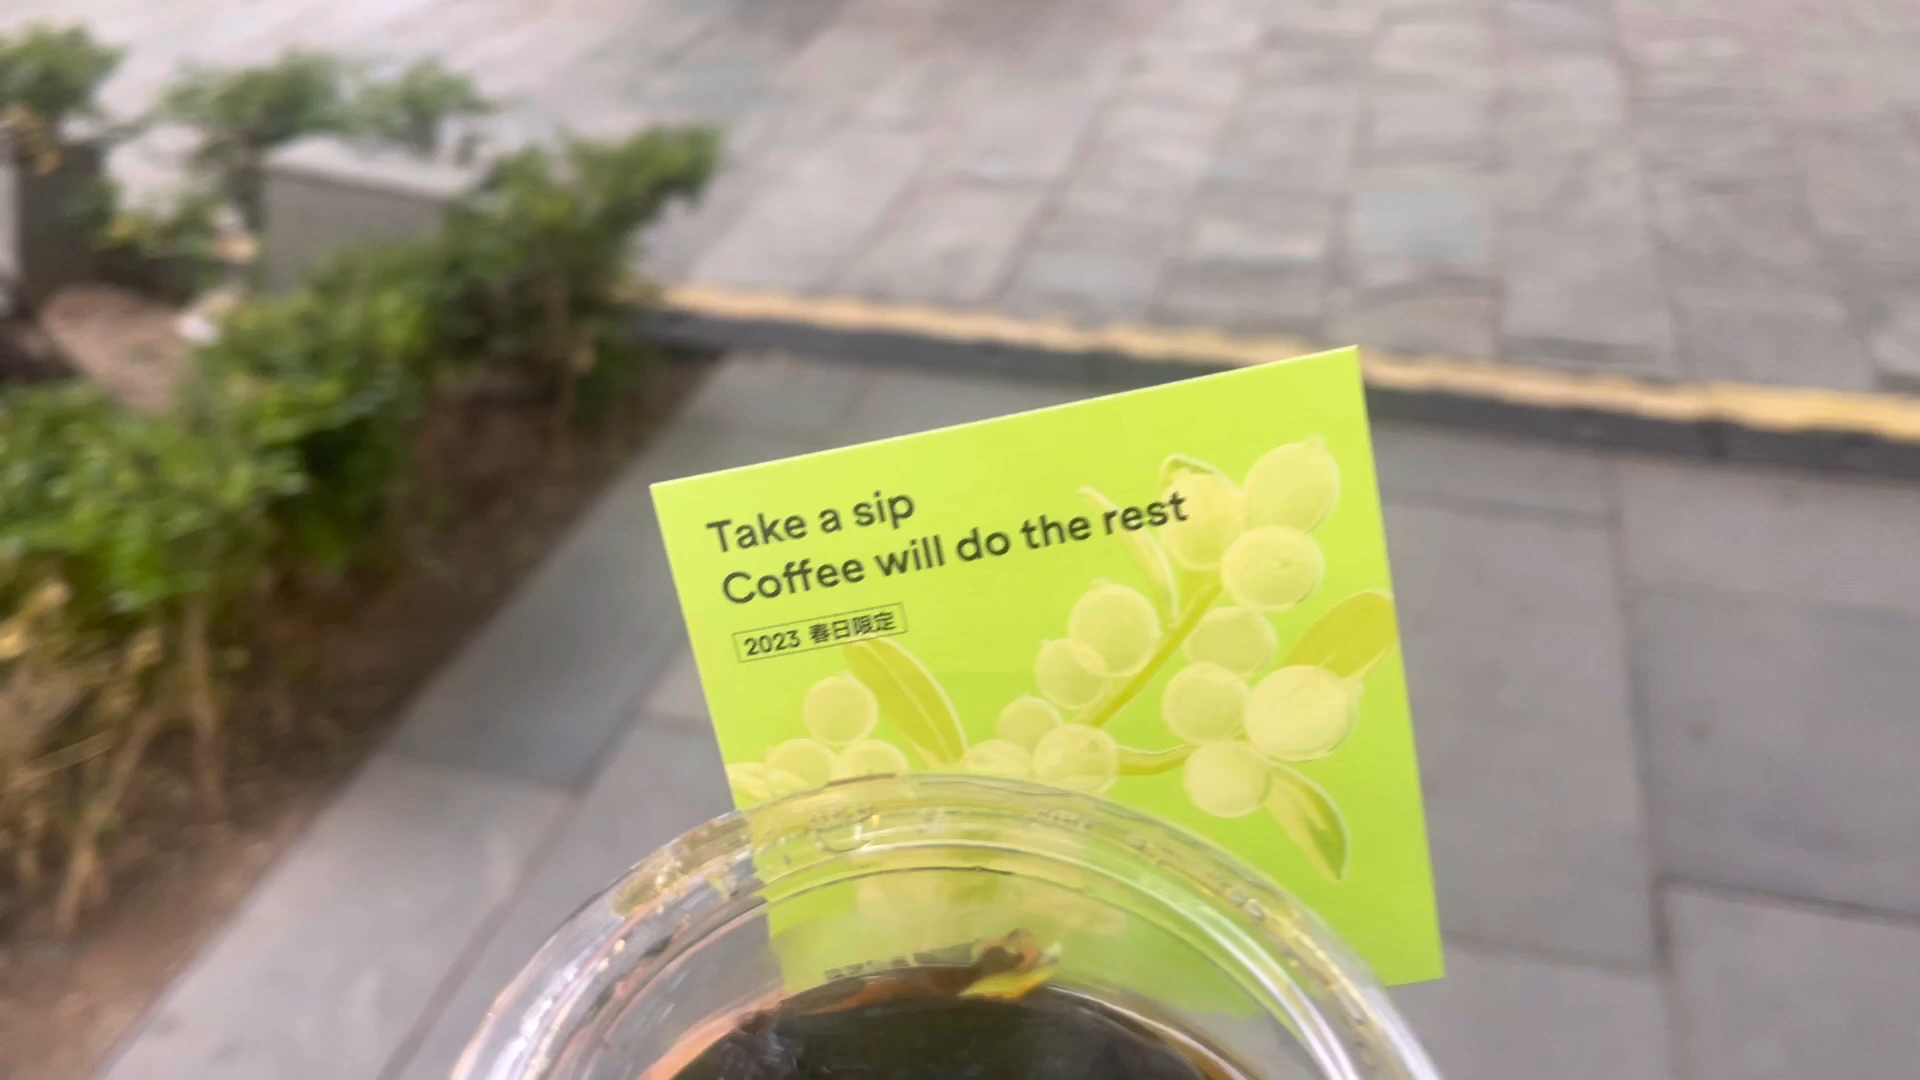 Take a sip
Coffee will do the rest
2023 春日限定